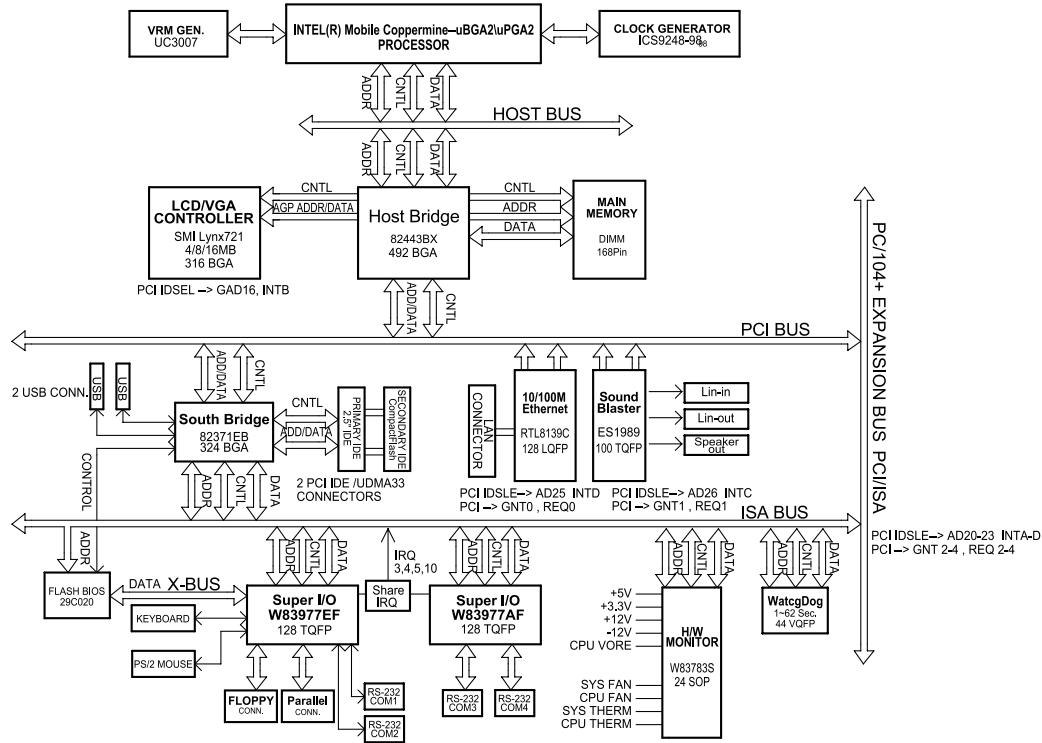 VRM GEN.
UC3007
INTEL(R) Mobile Coppermine—uBGA2\uPGA2
PROCESSOR
CLOCK GENERATOR
ICS9248-98
98
ADDR
CNTL
DATA
HOST BUS
ADDR
CNTL
DATA
LCD/VGA
CONTROLLER
SMI Lynx721
4/8/16MB
316 BGA
PCI IDSEL —> GAD16, INTB
CNTL
AGP ADDR/DATA
Host Bridge
82443BX
492 BGA
CNTL
ADDR
DATA
MAIN
MEMORY
DIMM
168Pin
ADD/DATA
CNTL
PCI BUS
PC/104+ EXPANSION BUS PCI/ISA
2 USB CONN.
USB
USB
ADD/DATA
CNTL
South Bridge
82371EB
324 BGA
CNTL
ADD/DATA
PRIMARY IDE
2.5" IDE
SECONDARY IDE
CompactFlash
2 PCI IDE /UDMA33
CONNECTORS
LAN
CONNECTOR
10/100M
Ethernet
RTL8139C
128 LQFP
PCI IDSLE—> AD25 INTD
PCI —> GNT0 , REQ0
Sound
Blaster
ES1989
100 TQFP
Lin-in
Lin-out
Speaker
out
PCI IDSLE—> AD26 INTC
PCI —> GNT1 , REQ1
CONTROL
ADDR
CNTL
DATA
ISA BUS
PCI IDSLE—> AD20-23 INTA-D
PCI —> GNT 2-4 , REQ 2-4
ADDR
FLASH BIOS
29C020
DATA
X-BUS
KEYBOARD
PS/2 MOUSE
ADDR
CNTL
DATA
Super I/O
W83977EF
128 TQFP
IRQ
3,4,5,10
Share
IRQ
ADDR
CNTL
DATA
Super I/O
W83977AF
128 TQFP
FLOPPY
CONN.
Parallel
CONN.
RS-232
COM1
RS-232
COM2
RS-232
COM3
RS-232
COM4
+5V
+3.3V
+12V
-12V
CPU VORE
SYS FAN
CPU FAN
SYS THERM
CPU THERM
ADDR
CNTL
DATA
H/W
MONITOR
W83783S
24 SOP
ADDR
CNTL
DATA
WatcgDog
1~62 Sec.
44 VQFP